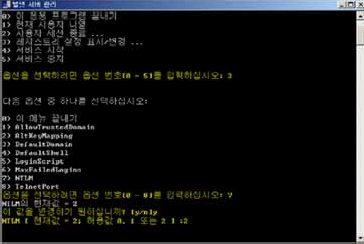 텔넷 서버 관리
0) 이 응용 프로그램 끝내기
1) 현재 사용자 나열
2) 사용자 세션 종료 ...
3) 레지스트리 설정 표시/변경 ...
4) 서비스 시작
5) 서비스 중지
옵션을 선택하려면 옵션 번호[0 - 5]를 입력하십시오: 3
다음 옵션 중 하나를 선택하십시오:
0) 이 메뉴 끝내기
1) AllowTrustedDomain
2) AltKeyMapping
3) DefaultDomain
4) DefaultShell
5) LoginScript
6) MaxFailedLogins
7) NTLM
8) TelnetPort
옵션을 선택하려면 옵션 번호[0 - 8]를 입력하십시오: 7
NTLM의 현재값 = 2
이 값을 변경하기 원하십니까? [y/n]y
NTLM [ 현재값 = 2; 허용값 0, 1 또는 2 ] :2